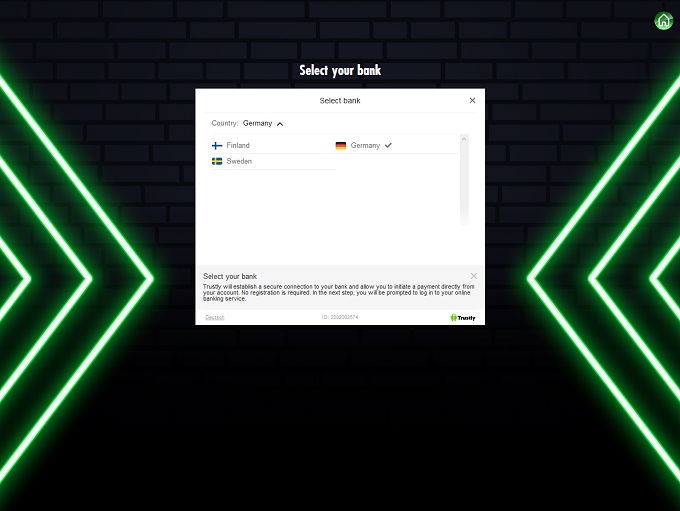 Select your bank
Select bank
Country: Germany
Finland
Germany
Sweden
Select your bank
Trustly will establish a secure connection to your bank and allow you to initiate a payment directly from
your account. No registration is required. In the next step, you will be prompted to log in to your online
banking service.
Deutsch
ID: 2302002674
Trustly